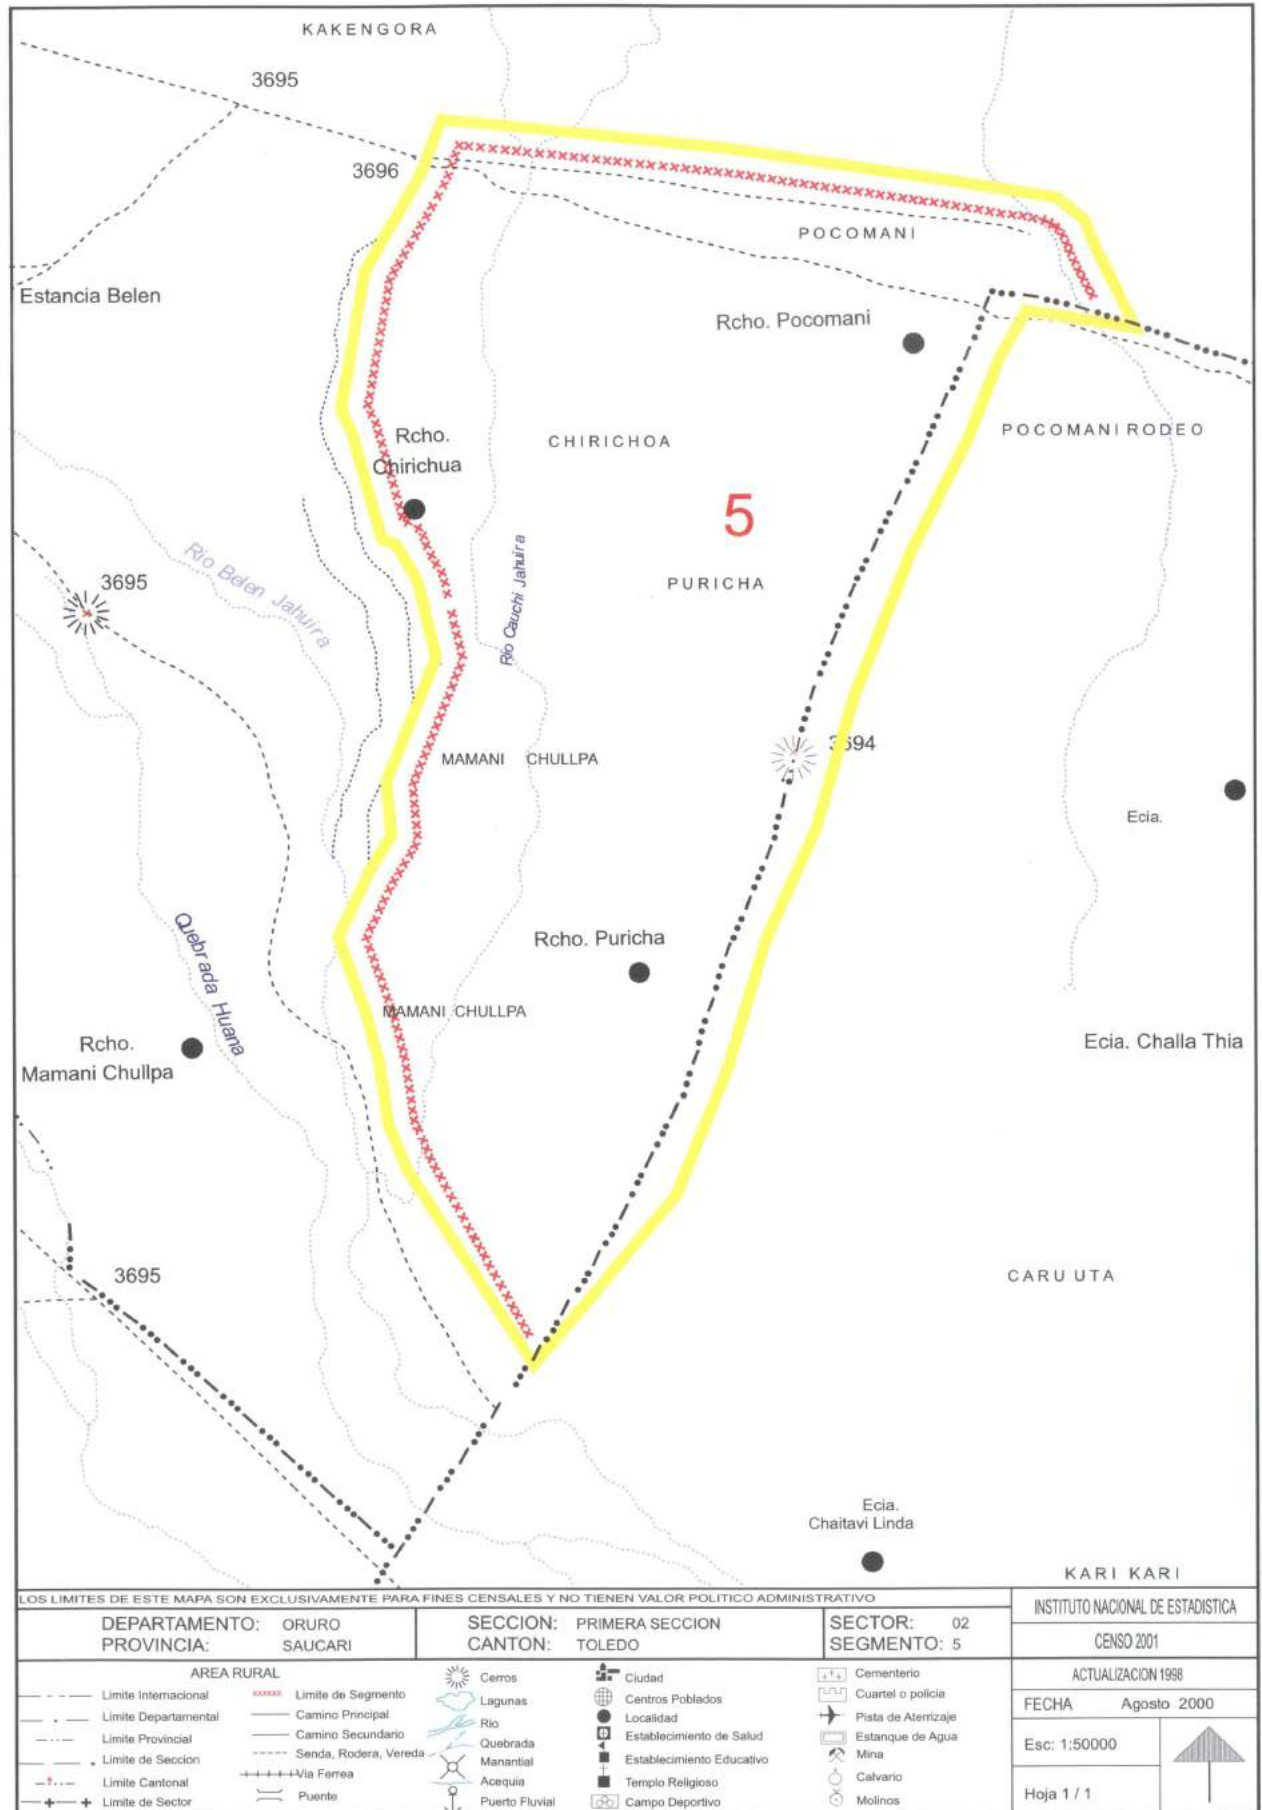 KAKENGORA
3695
3696
POCOMANI
Estancia Belen
Rcho. Pocomani
Rcho.
Chirichua
CHIRICHOA
POCOMANI RODEO
5
Rio Belen Jahuira
3695
Rio Cauchi Jahuira
PURICHA
3694
MAMANI CHULLPA
Ecia.
Quebrada Huana
Rcho. Puricha
MAMANI CHULLPA
Rcho.
Mamani Chullpa
Ecia. Challa Thia
3695
CARU UTA
Ecia.
Chaitavi Linda
KARI KARI
LOS LIMITES DE ESTE MAPA SON EXCLUSIVAMENTE PARA FINES CENSALES Y NO TIENEN VALOR POLITICO ADMINISTRATIVO
DEPARTAMENTO: ORURO
PROVINCIA: SAUCARI
SECCION: PRIMERA SECCION
CANTON: TOLEDO
SECTOR: 02
SEGMENTO: 5
INSTITUTO NACIONAL DE ESTADISTICA
CENSO 2001
ACTUALIZACION 1998
FECHA Agosto 2000
Esc: 1:50000
Hoja 1 / 1
AREA RURAL
Limite Internacional
Limite Departamental
Limite Provincial
Limite de Seccion
Limite Cantonal
Limite de Sector
Limite de Segmento
Camino Principal
Camino Secundario
Senda, Rodera, Vereda
Via Ferrea
Puente
Cerros
Lagunas
Rio
Quebrada
Manantial
Acequia
Puerto Fluvial
Ciudad
Centros Poblados
Localidad
Establecimiento de Salud
Establecimiento Educativo
Templo Religioso
Campo Deportivo
Cementerio
Cuartel o policia
Pista de Aterrizaje
Estanque de Agua
Mina
Calvario
Molinos